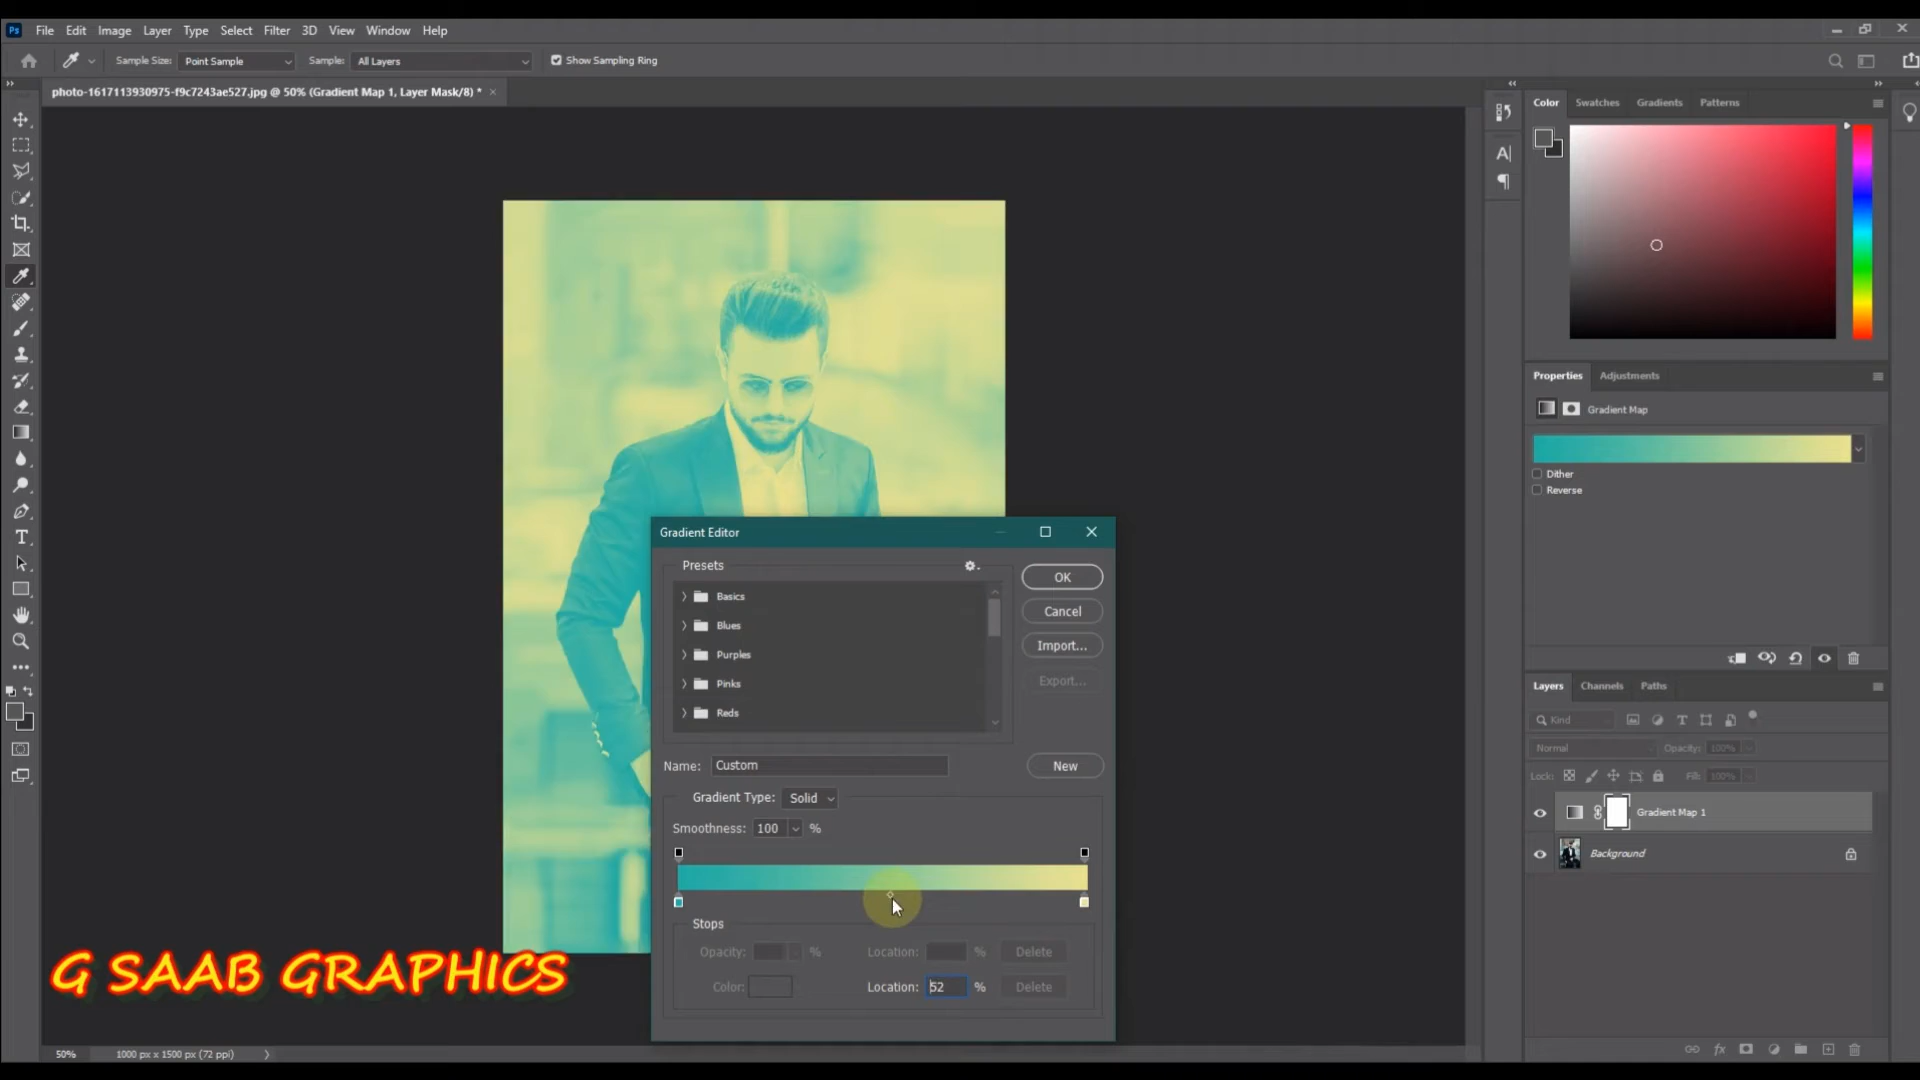 Ps File Edit Image Layer Type Select Filter 3D View Window Help
Sample Size: Point Sample Sample: All Layers Show Sampling Ring
photo-1617113930975-f9c7243ae527.jpg @ 50% (Gradient Map 1, Layer Mask/8) *
Color Swatches Gradients Patterns
Properties Adjustments
Gradient Map
Dither
Reverse
Gradient Editor
Presets
Basics
Blues
Purples
Pinks
Reds
OK
Cancel
Import...
Export...
Name: Custom
New
Gradient Type: Solid
Smoothness: 100 %
Stops
Opacity: % Location: % Delete
Color: Location: 52 % Delete
Layers Channels Paths
Kind
Normal Opacity: 100%
Lock: Fill: 100%
Gradient Map 1
Background
G SAAB GRAPHICS
50% 1000 px x 1500 px (72 ppi)